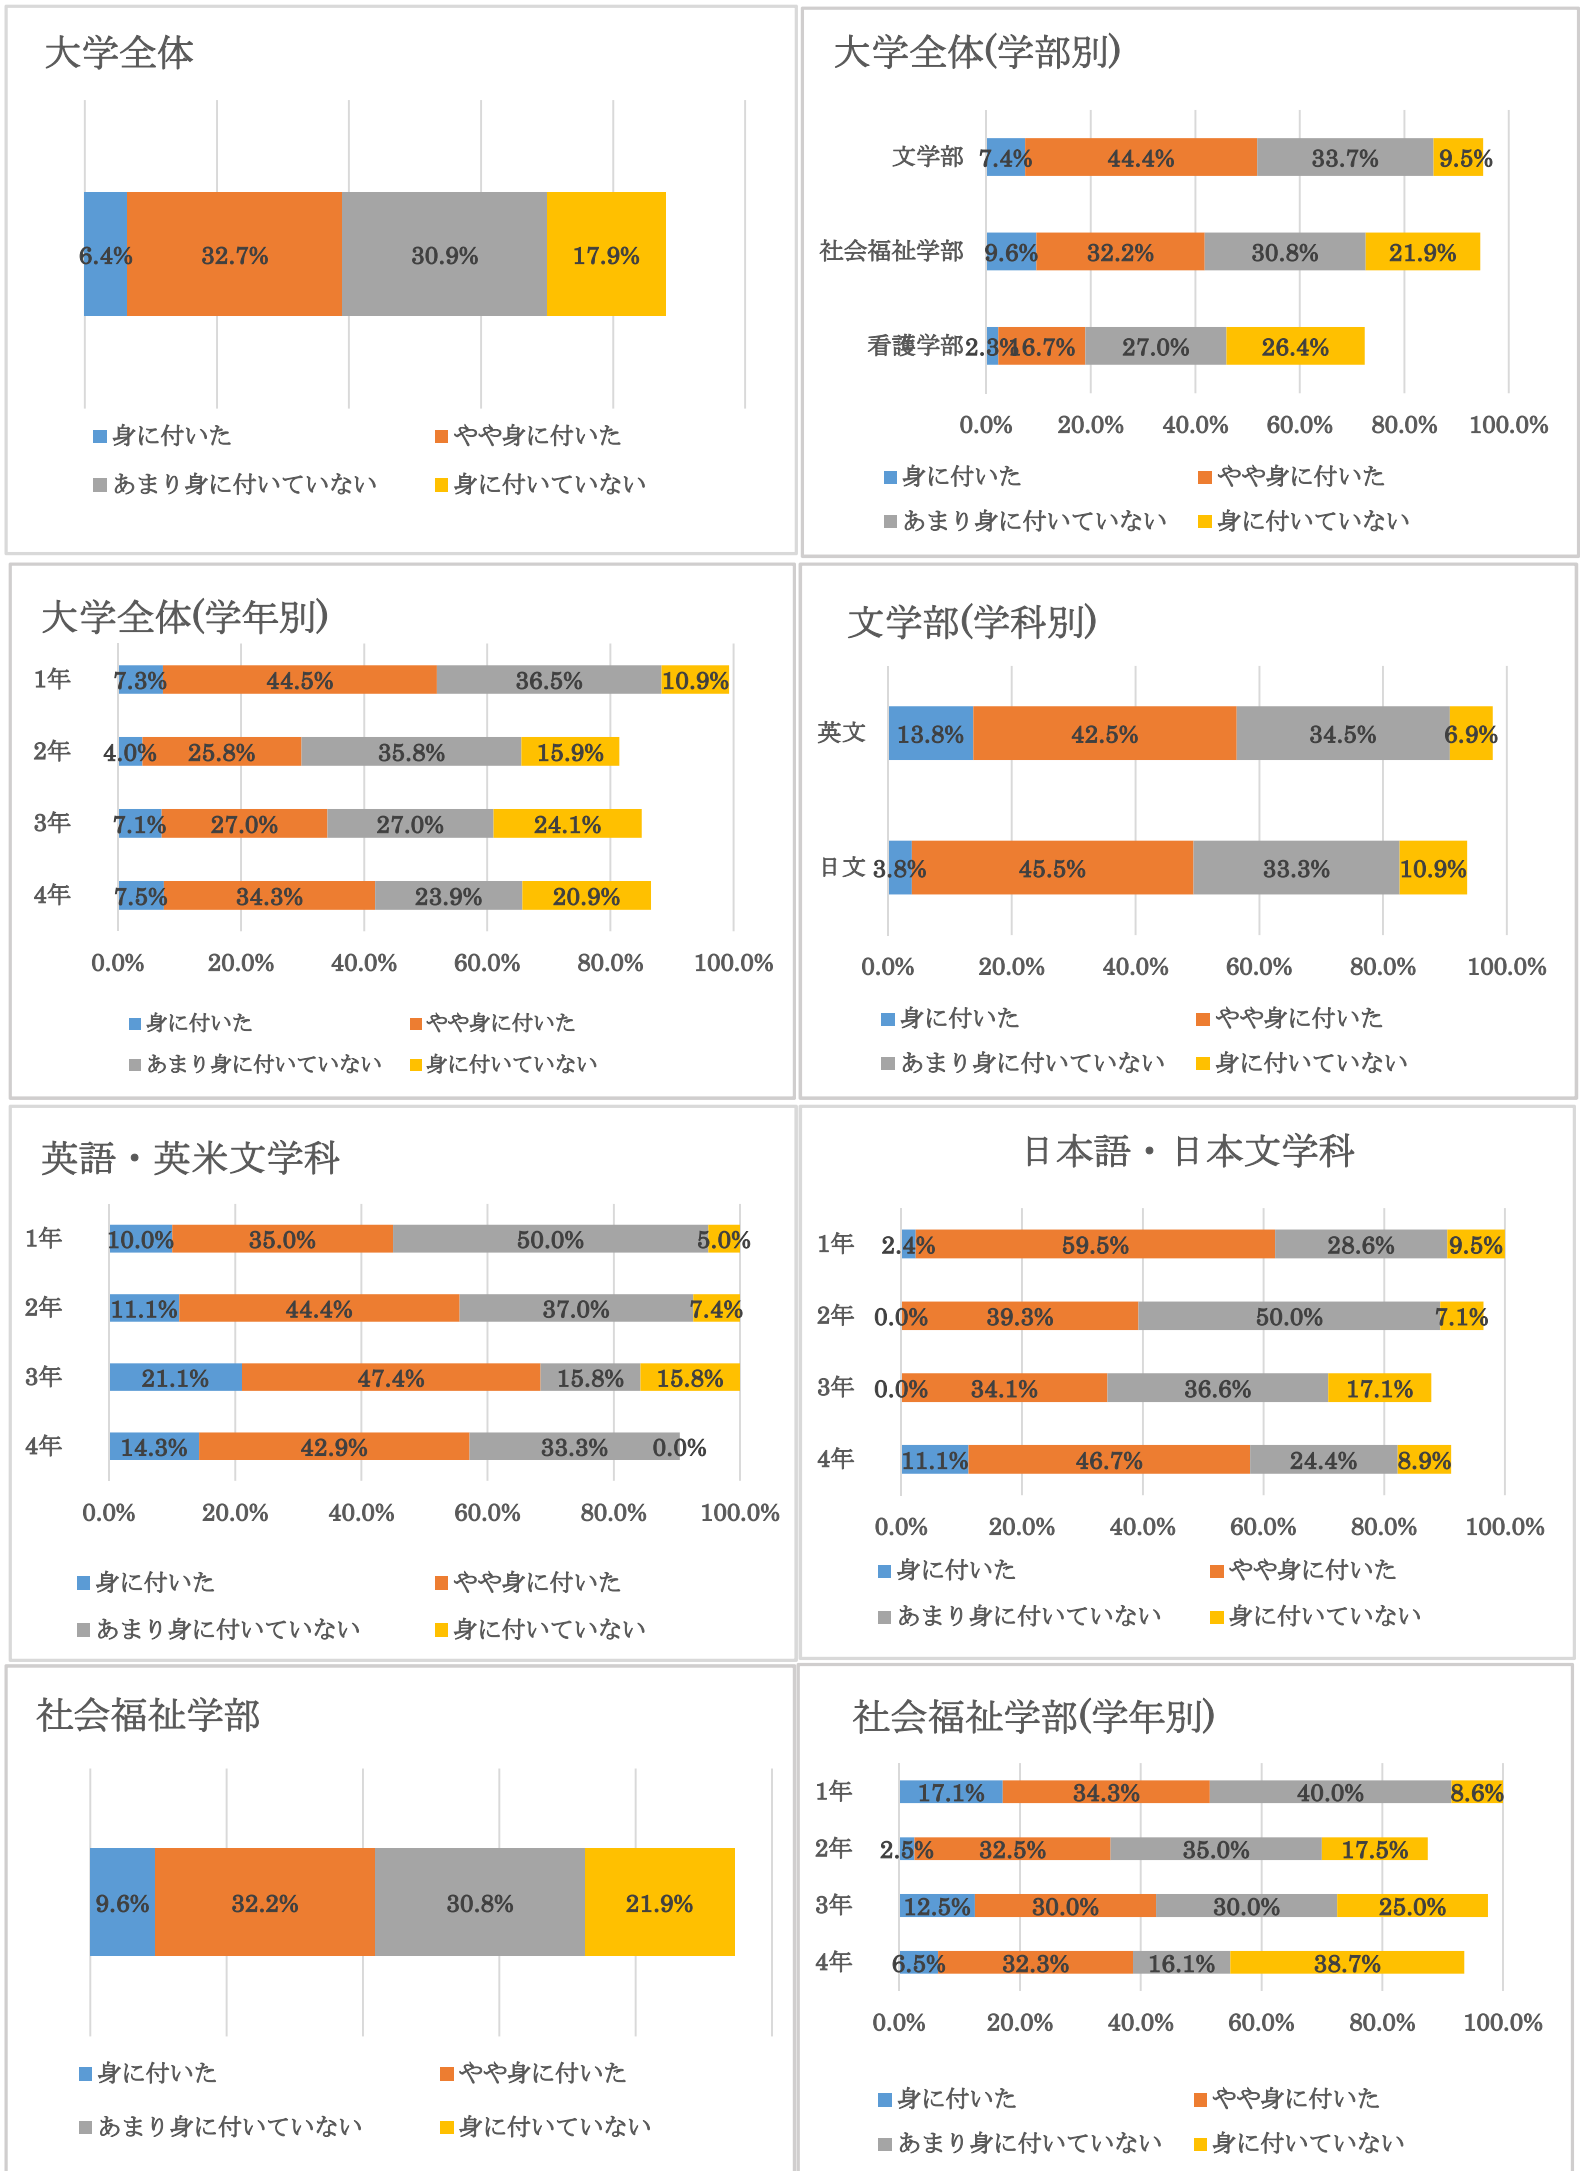 大学全体
6.4% 32.7% 30.9% 17.9%
身に付いた やや身に付いた
あまり身に付いていない 身に付いていない
大学全体(学部別)
文学部 7.4% 44.4% 33.7% 9.5%
社会福祉学部 9.6% 32.2% 30.8% 21.9%
看護学部 2.3% 16.7% 27.0% 26.4%
0.0% 20.0% 40.0% 60.0% 80.0% 100.0%
身に付いた やや身に付いた
あまり身に付いていない 身に付いていない
大学全体(学年別)
1年 7.3% 44.5% 36.5% 10.9%
2年 4.0% 25.8% 35.8% 15.9%
3年 7.1% 27.0% 27.0% 24.1%
4年 7.5% 34.3% 23.9% 20.9%
0.0% 20.0% 40.0% 60.0% 80.0% 100.0%
身に付いた やや身に付いた
あまり身に付いていない 身に付いていない
文学部(学科別)
英文 13.8% 42.5% 34.5% 6.9%
日文 3.8% 45.5% 33.3% 10.9%
0.0% 20.0% 40.0% 60.0% 80.0% 100.0%
身に付いた やや身に付いた
あまり身に付いていない 身に付いていない
英語・英米文学科
1年 10.0% 35.0% 50.0% 5.0%
2年 11.1% 44.4% 37.0% 7.4%
3年 21.1% 47.4% 15.8% 15.8%
4年 14.3% 42.9% 33.3% 0.0%
0.0% 20.0% 40.0% 60.0% 80.0% 100.0%
身に付いた やや身に付いた
あまり身に付いていない 身に付いていない
日本語・日本文学科
1年 2.4% 59.5% 28.6% 9.5%
2年 0.0% 39.3% 50.0% 7.1%
3年 0.0% 34.1% 36.6% 17.1%
4年 11.1% 46.7% 24.4% 8.9%
0.0% 20.0% 40.0% 60.0% 80.0% 100.0%
身に付いた やや身に付いた
あまり身に付いていない 身に付いていない
社会福祉学部
9.6% 32.2% 30.8% 21.9%
身に付いた やや身に付いた
あまり身に付いていない 身に付いていない
社会福祉学部(学年別)
1年 17.1% 34.3% 40.0% 8.6%
2年 2.5% 32.5% 35.0% 17.5%
3年 12.5% 30.0% 30.0% 25.0%
4年 6.5% 32.3% 16.1% 38.7%
0.0% 20.0% 40.0% 60.0% 80.0% 100.0%
身に付いた やや身に付いた
あまり身に付いていない 身に付いていない